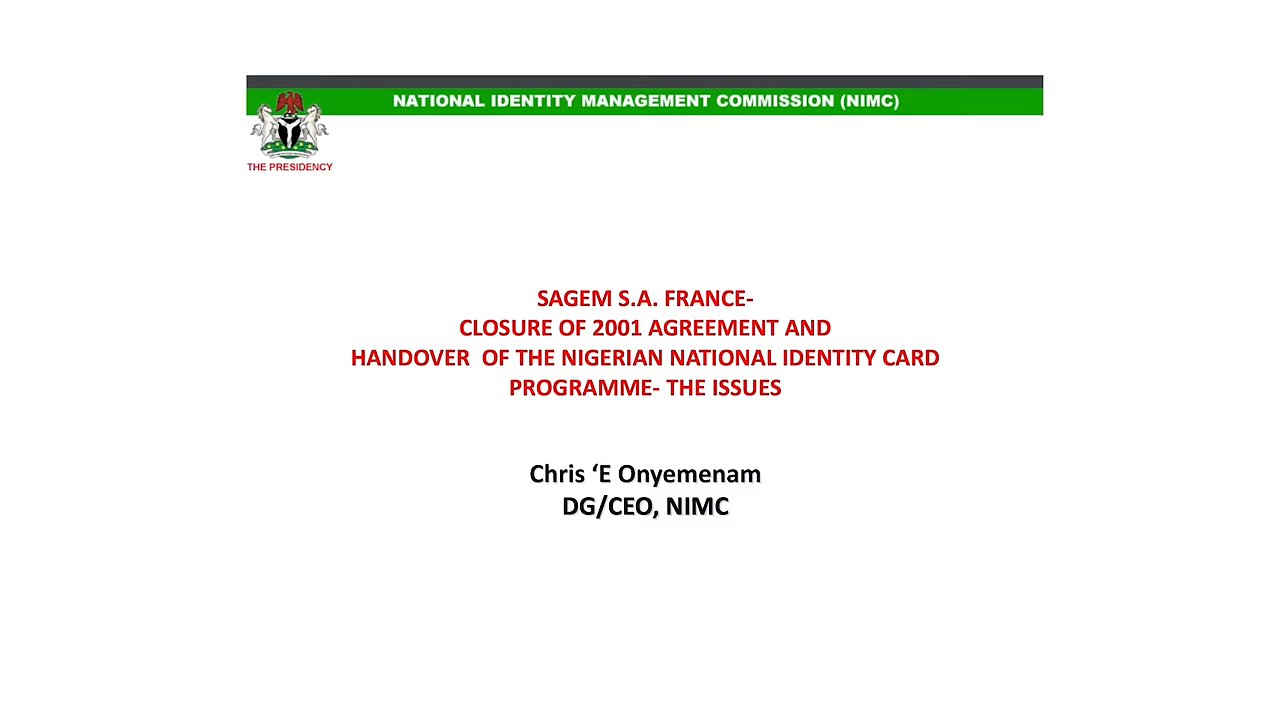 NATIONAL IDENTITY MANAGEMENT COMMISSION (NIMC)
THE PRESIDENCY
SAGEM S.A. FRANCE-
CLOSURE OF 2001 AGREEMENT AND
HANDOVER  OF THE NIGERIAN NATIONAL IDENTITY CARD
PROGRAMME- THE ISSUES
Chris ‘E Onyemenam
DG/CEO, NIMC